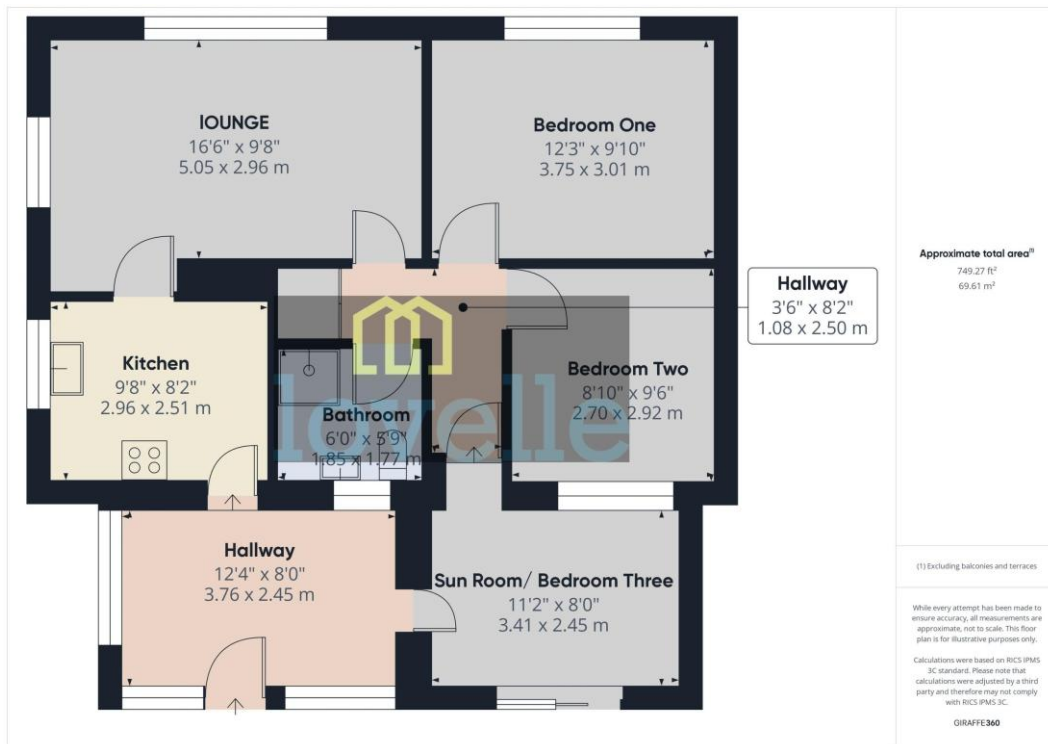 lOUNGE
16'6" x 9'8"
5.05 x 2.96 m
Bedroom One
12'3" x 9'10"
3.75 x 3.01 m
Hallway
3'6" x 8'2"
1.08 x 2.50 m
Kitchen
9'8" x 8'2"
2.96 x 2.51 m
Bathroom
6'0" x 5'9"
1.85 x 1.77 m
lovelle
Bedroom Two
8'10" x 9'6"
2.70 x 2.92 m
Hallway
12'4" x 8'0"
3.76 x 2.45 m
Sun Room/ Bedroom Three
11'2" x 8'0"
3.41 x 2.45 m
Approximate total area(1)
749.27 ft²
69.61 m²
(1) Excluding balconies and terraces
While every attempt has been made to
ensure accuracy, all measurements are
approximate, not to scale. This floor
plan is for illustrative purposes only.
Calculations were based on RICS IPMS
3C standard. Please note that
calculations were adjusted by a third
party and therefore may not comply
with RICS IPMS 3C.
GIRAFFE360